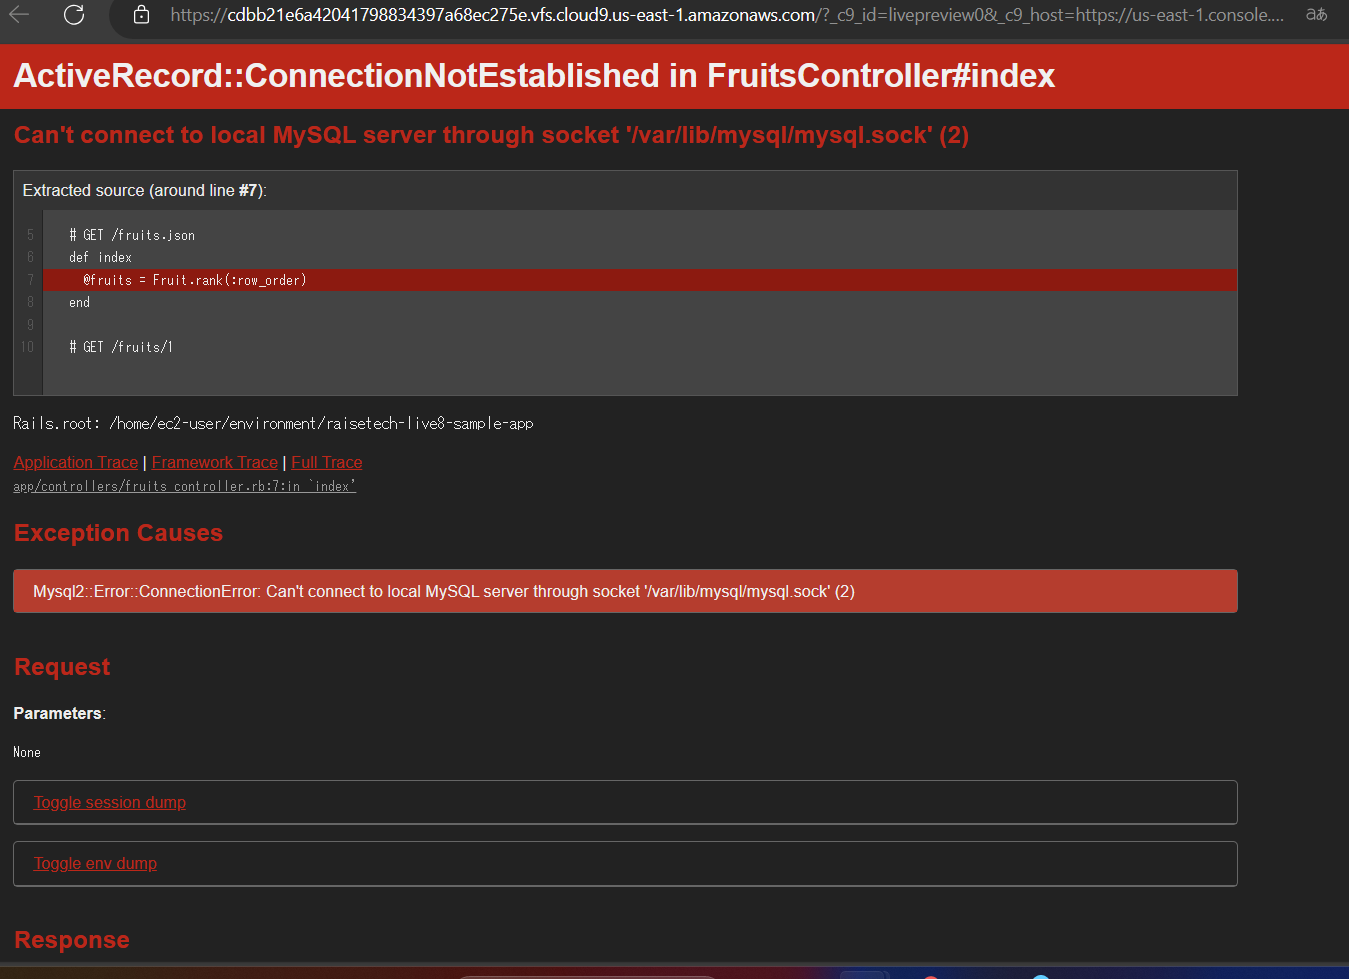 https://cdbb21e6a42041798834397a68ec275e.vfs.cloud9.us-east-1.amazonaws.com/?_c9_id=livepreview0&_c9_host=https://us-east-1.console.... aあ
ActiveRecord::ConnectionNotEstablished in FruitsController#index
Can't connect to local MySQL server through socket '/var/lib/mysql/mysql.sock' (2)
Extracted source (around line #7):
5 # GET /fruits.json
6 def index
7 @fruits = Fruit.rank(:row_order)
8 end
9
10 # GET /fruits/1
Rails.root: /home/ec2-user/environment/raisetech-live8-sample-app
Application Trace | Framework Trace | Full Trace
app/controllers/fruits_controller.rb:7:in `index'
Exception Causes
Mysql2::Error::ConnectionError: Can't connect to local MySQL server through socket '/var/lib/mysql/mysql.sock' (2)
Request
Parameters:
None
Toggle session dump
Toggle env dump
Response